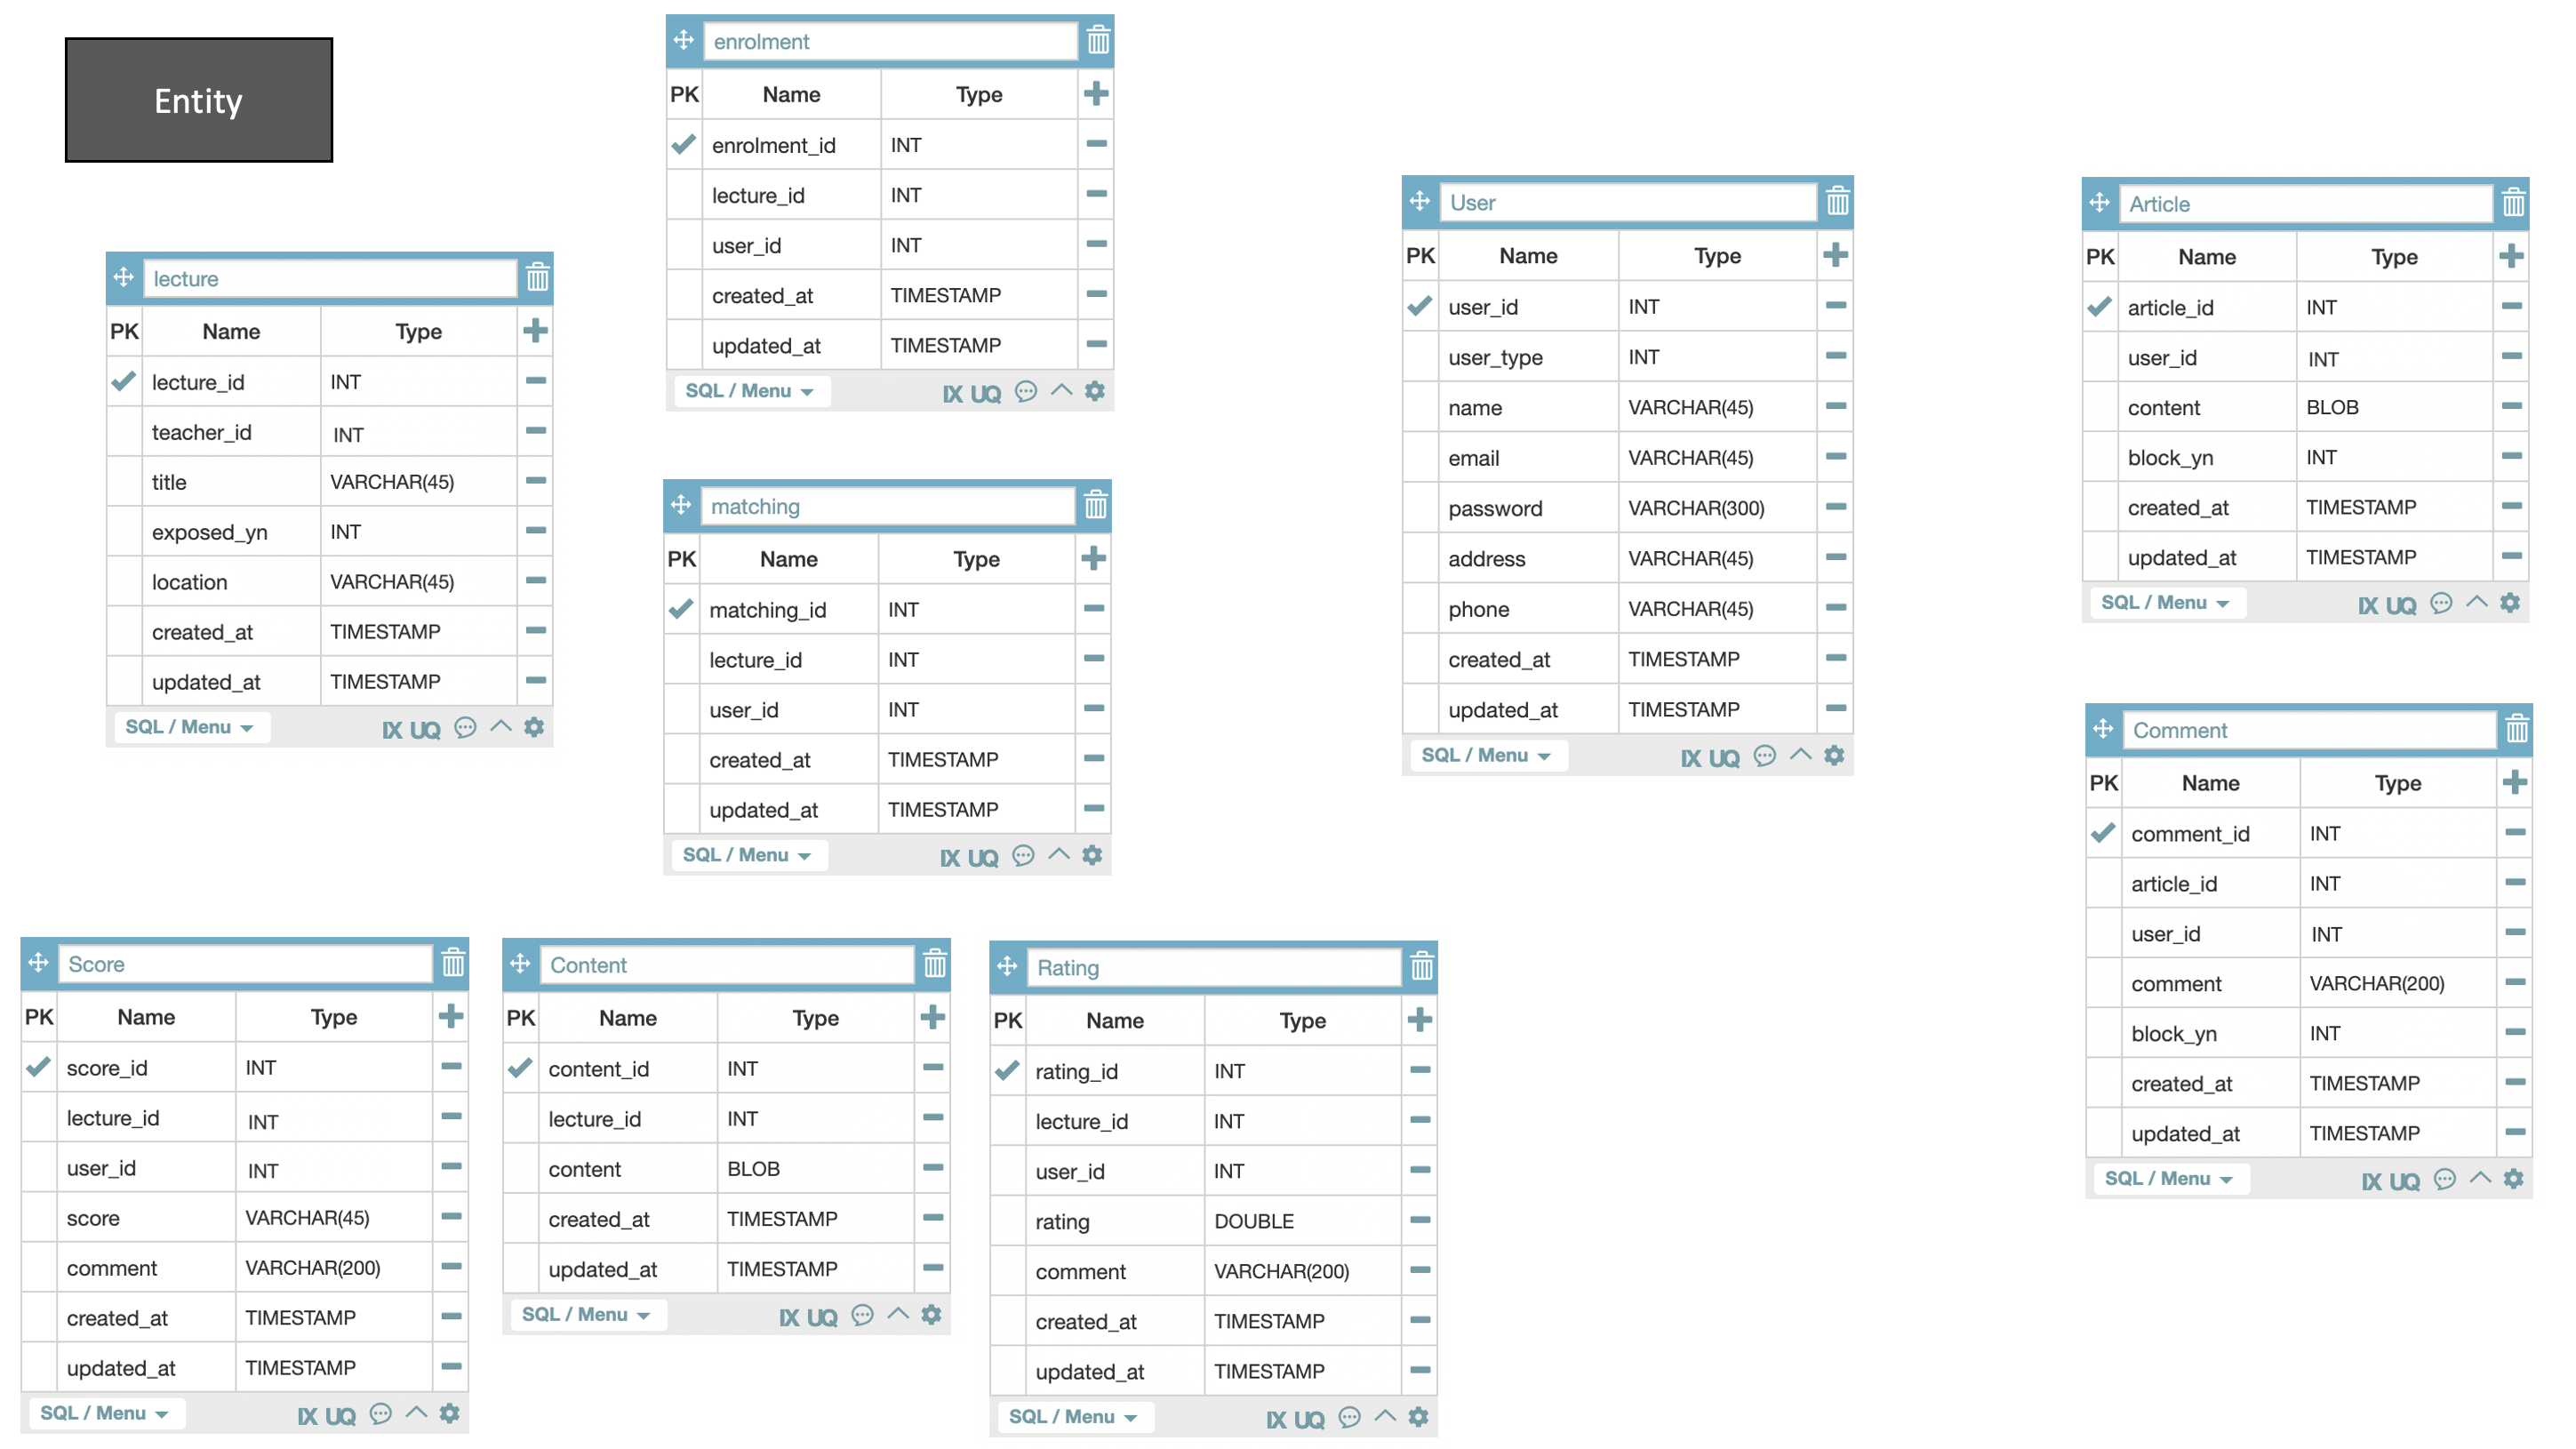 Entity
enrolment
PK Name Type
enrolment_id INT
lecture_id INT
user_id INT
created_at TIMESTAMP
updated_at TIMESTAMP
SQL / Menu IX UQ
lecture
PK Name Type
lecture_id INT
teacher_id INT
title VARCHAR(45)
exposed_yn INT
location VARCHAR(45)
created_at TIMESTAMP
updated_at TIMESTAMP
SQL / Menu IX UQ
matching
PK Name Type
matching_id INT
lecture_id INT
user_id INT
created_at TIMESTAMP
updated_at TIMESTAMP
SQL / Menu IX UQ
User
PK Name Type
user_id INT
user_type INT
name VARCHAR(45)
email VARCHAR(45)
password VARCHAR(300)
address VARCHAR(45)
phone VARCHAR(45)
created_at TIMESTAMP
updated_at TIMESTAMP
SQL / Menu IX UQ
Article
PK Name Type
article_id INT
user_id INT
content BLOB
block_yn INT
created_at TIMESTAMP
updated_at TIMESTAMP
SQL / Menu IX UQ
Comment
PK Name Type
comment_id INT
article_id INT
user_id INT
comment VARCHAR(200)
block_yn INT
created_at TIMESTAMP
updated_at TIMESTAMP
SQL / Menu IX UQ
Score
PK Name Type
score_id INT
lecture_id INT
user_id INT
score VARCHAR(45)
comment VARCHAR(200)
created_at TIMESTAMP
updated_at TIMESTAMP
SQL / Menu IX UQ
Content
PK Name Type
content_id INT
lecture_id INT
content BLOB
created_at TIMESTAMP
updated_at TIMESTAMP
SQL / Menu IX UQ
Rating
PK Name Type
rating_id INT
lecture_id INT
user_id INT
rating DOUBLE
comment VARCHAR(200)
created_at TIMESTAMP
updated_at TIMESTAMP
SQL / Menu IX UQ